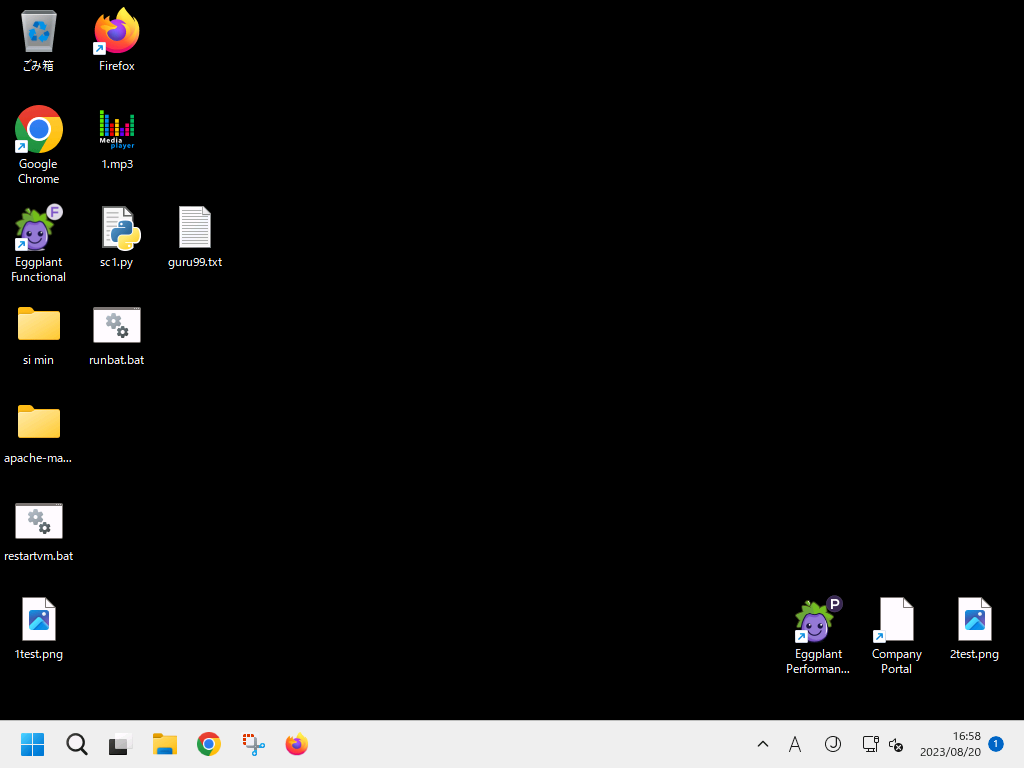 ごみ箱
Firefox
Google
Chrome
Media
player
1.mp3
F
Eggplant
Functional
sc1.py
guru99.txt
si min
runbat.bat
apache-ma...
restartvm.bat
1test.png
P
Eggplant
Performan...
Company
Portal
2test.png
A
J
16:58
2023/08/20
1